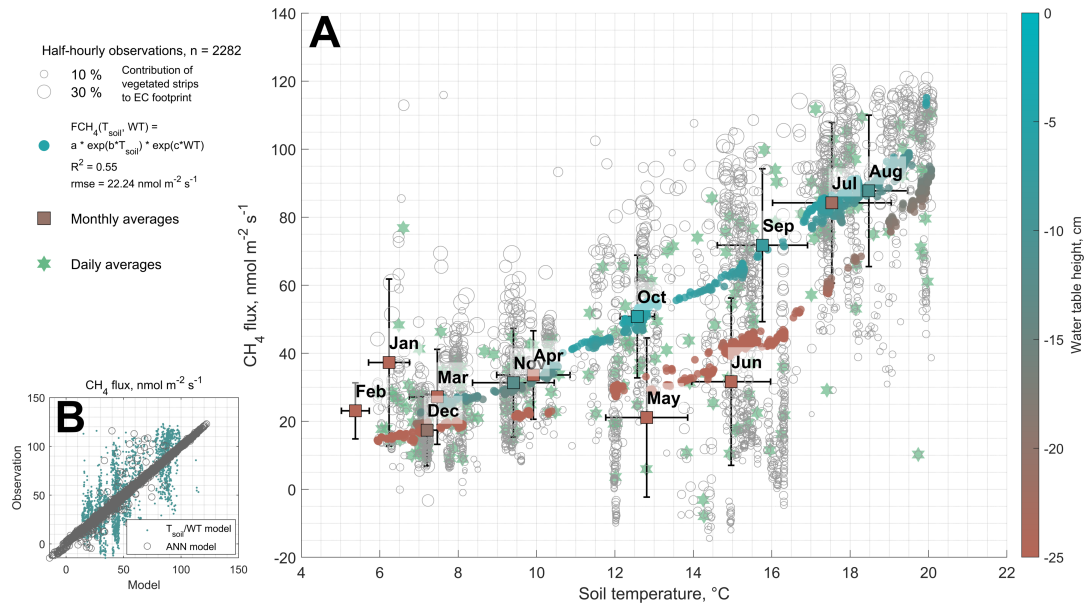 Half-hourly observations, n = 2282
10 %
30 %
Contribution of
vegetated strips
to EC footprint
FCH4(Tsoil, WT) =
a * exp(b*Tsoil) * exp(c*WT)
R2 = 0.55
rmse = 22.24 nmol m-2 s-1
Monthly averages
Daily averages
A
CH4 flux, nmol m-2 s-1
140
120
100
80
60
40
20
0
-20
4
6
8
10
12
14
16
18
20
22
Soil temperature, °C
Jan
Feb
Mar
Dec
Nov
Apr
Oct
May
Jun
Sep
Jul
Aug
0
-5
-10
-15
-20
-25
Water table height, cm
CH4 flux, nmol m-2 s-1
B
150
100
50
0
Observation
0
50
100
150
Model
Tsoil/WT model
ANN model